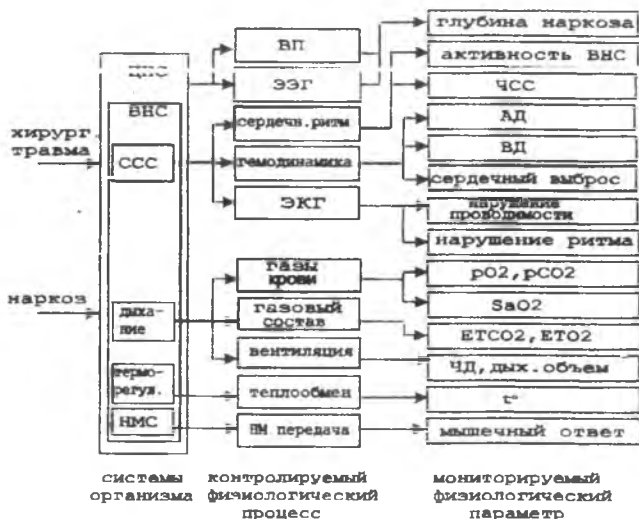 ЦНС
ВНС
хирург.
травма
ССС
наркоз
дыха-
ние
термо-
регул.
НМС
ВП
ЭЭГ
сердечн.ритм
гемодинамика
ЭКГ
газы
крови
газовый
состав
вентиляция
теплообмен
НМ передача
глубина наркоза
активность ВНС
ЧСС
АД
ВД
сердечный выброс
нарушение
проводимости
нарушение ритма
pO2,pCO2
SaO2
ETCO2,ETO2
ЧД,дых.объем
t°
мышечный ответ
системы
организма
контролируемый
физиологический
процесс
мониторируемый
физиологический
параметр